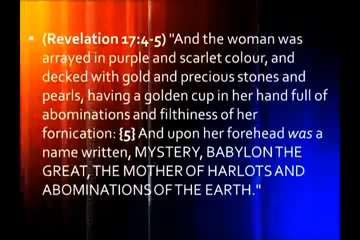 • (Revelation 17:4-5) "And the woman was
arrayed in purple and scarlet colour, and
decked with gold and precious stones and
pearls, having a golden cup in her hand full of
abominations and filthiness of her
fornication: {5} And upon her forehead was a
name written, MYSTERY, BABYLON THE
GREAT, THE MOTHER OF HARLOTS AND
ABOMINATIONS OF THE EARTH."